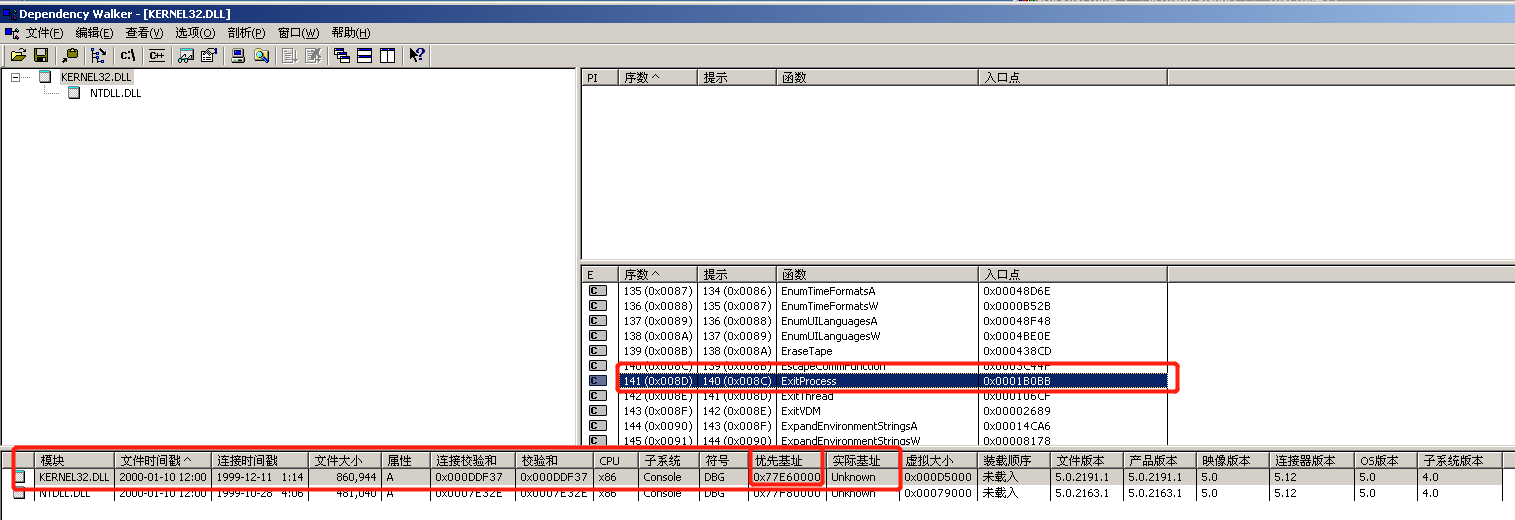 Dependency Walker - [KERNEL32.DLL]
文件(F) 编辑(E) 查看(V) 选项(O) 剖析(P) 窗口(W) 帮助(H)
c:\ C++
KERNEL32.DLL
NTDLL.DLL
PI 序数 ^ 提示 函数 入口点
E 序数 ^ 提示 函数 入口点
C 135 (0x0087) 134 (0x0086) EnumTimeFormatsA 0x00048D6E
C 136 (0x0088) 135 (0x0087) EnumTimeFormatsW 0x0000B52B
C 137 (0x0089) 136 (0x0088) EnumUILanguagesA 0x00048F48
C 138 (0x008A) 137 (0x0089) EnumUILanguagesW 0x0004BE0E
C 139 (0x008B) 138 (0x008A) EraseTape 0x000438CD
C 140 (0x008C) 139 (0x008B) EscapeCommFunction 0x0003C44F
C 141 (0x008D) 140 (0x008C) ExitProcess 0x0001B0BB
C 142 (0x008E) 141 (0x008D) ExitThread 0x000106CF
C 143 (0x008F) 142 (0x008E) ExitVDM 0x00002689
C 144 (0x0090) 143 (0x008F) ExpandEnvironmentStringsA 0x00014CA6
C 145 (0x0091) 144 (0x0090) ExpandEnvironmentStringsW 0x00008178
模块 文件时间戳 ^ 连接时间戳 文件大小 属性 连接校验和 校验和 CPU 子系统 符号 优先基址 实际基址 虚拟大小 装载顺序 文件版本 产品版本 映像版本 连接器版本 OS版本 子系统版本
KERNEL32.DLL 2000-01-10 12:00 1999-12-11 1:14 860,944 A 0x000DDF37 0x000DDF37 x86 Console DBG 0x77E60000 Unknown 0x000D5000 未载入 5.0.2191.1 5.0.2191.1 5.0 5.12 5.0 4.0
NTDLL.DLL 2000-01-10 12:00 1999-10-28 4:06 481,040 A 0x0007E32E 0x0007E32E x86 Console DBG 0x77F80000 Unknown 0x00079000 未载入 5.0.2163.1 5.0.2163.1 5.0 5.12 5.0 4.0